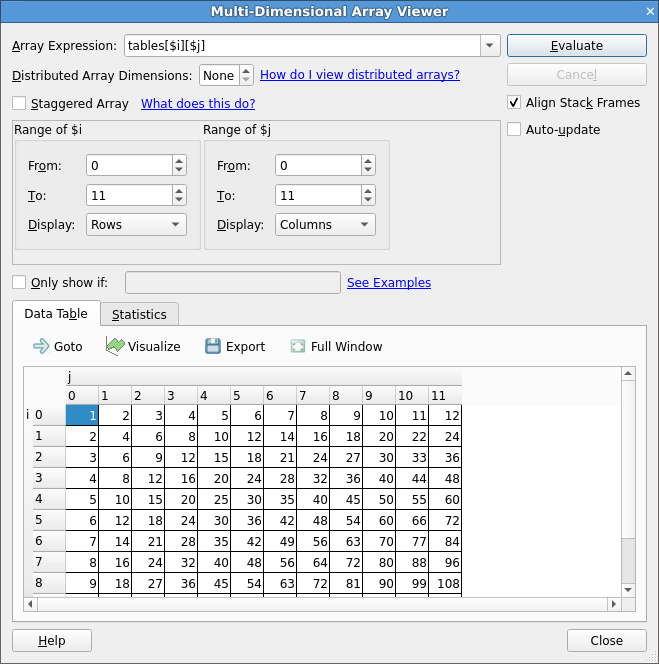 Multi-Dimensional Array Viewer
Array Expression: tables[$i][$j] Evaluate
Distributed Array Dimensions: None How do I view distributed arrays? Cancel
Staggered Array What does this do? Align Stack Frames
Range of $i Range of $j Auto-update
From: 0 From: 0
To: 11 To: 11
Display: Rows Display: Columns
Only show if: See Examples
Data Table Statistics
Goto Visualize Export Full Window
j
0 1 2 3 4 5 6 7 8 9 10 11
i 0 1 2 3 4 5 6 7 8 9 10 11 12
1 2 4 6 8 10 12 14 16 18 20 22 24
2 3 6 9 12 15 18 21 24 27 30 33 36
3 4 8 12 16 20 24 28 32 36 40 44 48
4 5 10 15 20 25 30 35 40 45 50 55 60
5 6 12 18 24 30 36 42 48 54 60 66 72
6 7 14 21 28 35 42 49 56 63 70 77 84
7 8 16 24 32 40 48 56 64 72 80 88 96
8 9 18 27 36 45 54 63 72 81 90 99 108
Help Close